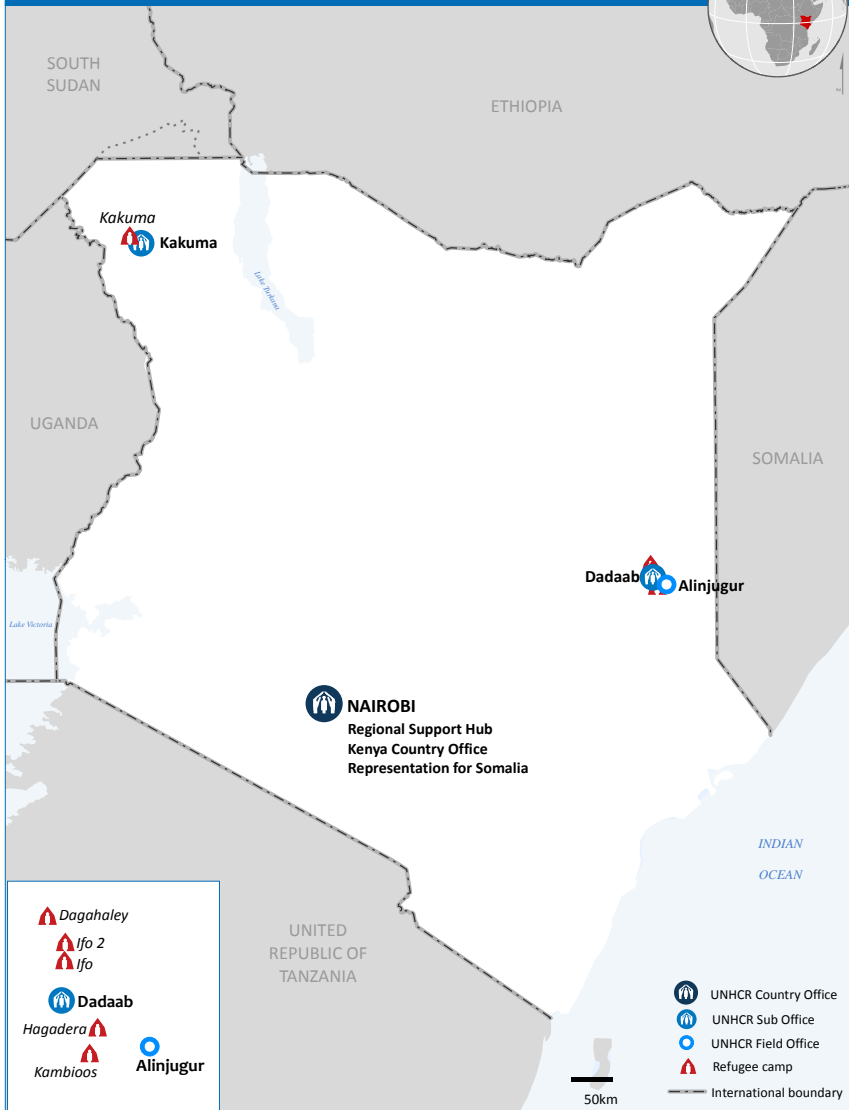 SOUTH
SUDAN
ETHIOPIA
Kakuma
Kakuma
Lake Turkana
UGANDA
SOMALIA
Dadaab
Alinjugur
Lake Victoria
NAIROBI
Regional Support Hub
Kenya Country Office
Representation for Somalia
INDIAN
OCEAN
UNITED
REPUBLIC OF
TANZANIA
Dagahaley
Ifo 2
Ifo
Dadaab
Hagadera
Kambioos
Alinjugur
UNHCR Country Office
UNHCR Sub Office
UNHCR Field Office
Refugee camp
International boundary
50km